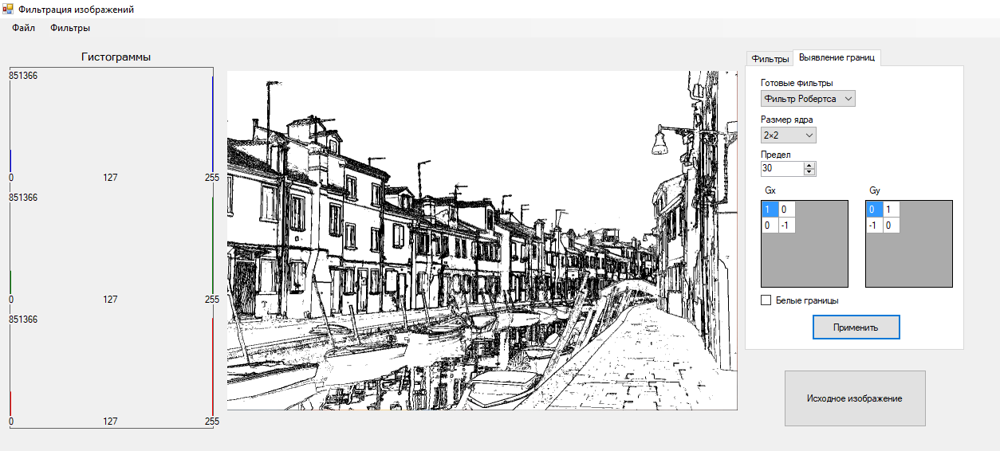 Фильтрация изображений
Файл Фильтры
Гистограммы
851366
0 127 255
851366
0 127 255
851366
0 127 255
Фильтры Выявление границ
Готовые фильтры
Фильтр Робертса
Размер ядра
2×2
Предел
30
Gx Gy
1 0 0 1
0 -1 -1 0
Белые границы
Применить
Исходное изображение